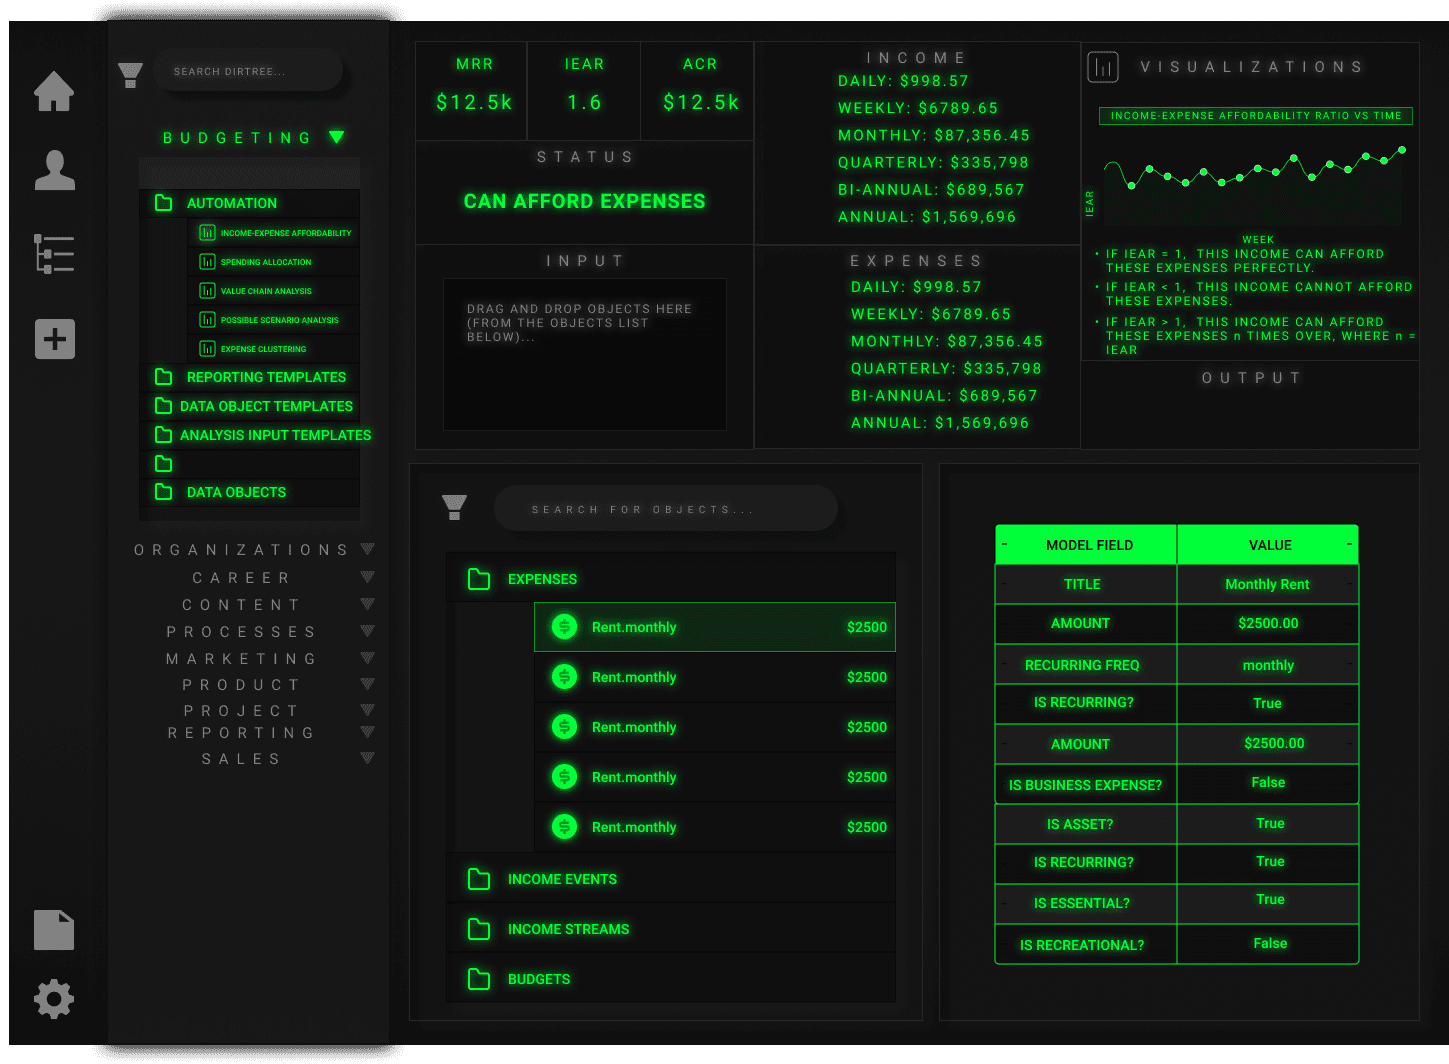 SEARCH DIRTREE...
BUDGETING
AUTOMATION
INCOME-EXPENSE AFFORDABILITY
SPENDING ALLOCATION
VALUE CHAIN ANALYSIS
POSSIBLE SCENARIO ANALYSIS
EXPENSE CLUSTERING
REPORTING TEMPLATES
DATA OBJECT TEMPLATES
ANALYSIS INPUT TEMPLATES
DATA OBJECTS
ORGANIZATIONS
CAREER
CONTENT
PROCESSES
MARKETING
PRODUCT
PROJECT
REPORTING
SALES
MRR
$12.5k
IEAR
1.6
ACR
$12.5k
STATUS
CAN AFFORD EXPENSES
INPUT
DRAG AND DROP OBJECTS HERE
(FROM THE OBJECTS LIST
BELOW)...
INCOME
DAILY: $998.57
WEEKLY: $6789.65
MONTHLY: $87,356.45
QUARTERLY: $335,798
BI-ANNUAL: $689,567
ANNUAL: $1,569,696
EXPENSES
DAILY: $998.57
WEEKLY: $6789.65
MONTHLY: $87,356.45
QUARTERLY: $335,798
BI-ANNUAL: $689,567
ANNUAL: $1,569,696
VISUALIZATIONS
INCOME-EXPENSE AFFORDABILITY RATIO VS TIME
IEAR
WEEK
• IF IEAR = 1, THIS INCOME CAN AFFORD
THESE EXPENSES PERFECTLY.
• IF IEAR < 1, THIS INCOME CANNOT AFFORD
THESE EXPENSES.
• IF IEAR > 1, THIS INCOME CAN AFFORD
THESE EXPENSES n TIMES OVER, WHERE n =
IEAR
OUTPUT
SEARCH FOR OBJECTS...
EXPENSES
Rent.monthly $2500
Rent.monthly $2500
Rent.monthly $2500
Rent.monthly $2500
Rent.monthly $2500
INCOME EVENTS
INCOME STREAMS
BUDGETS
- MODEL FIELD VALUE -
TITLE Monthly Rent
AMOUNT $2500.00
RECURRING FREQ monthly
IS RECURRING? True
AMOUNT $2500.00
IS BUSINESS EXPENSE? False
IS ASSET? True
IS RECURRING? True
IS ESSENTIAL? True
IS RECREATIONAL? False